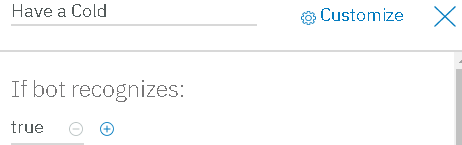 Have a Cold
Customize
If bot recognizes:
true